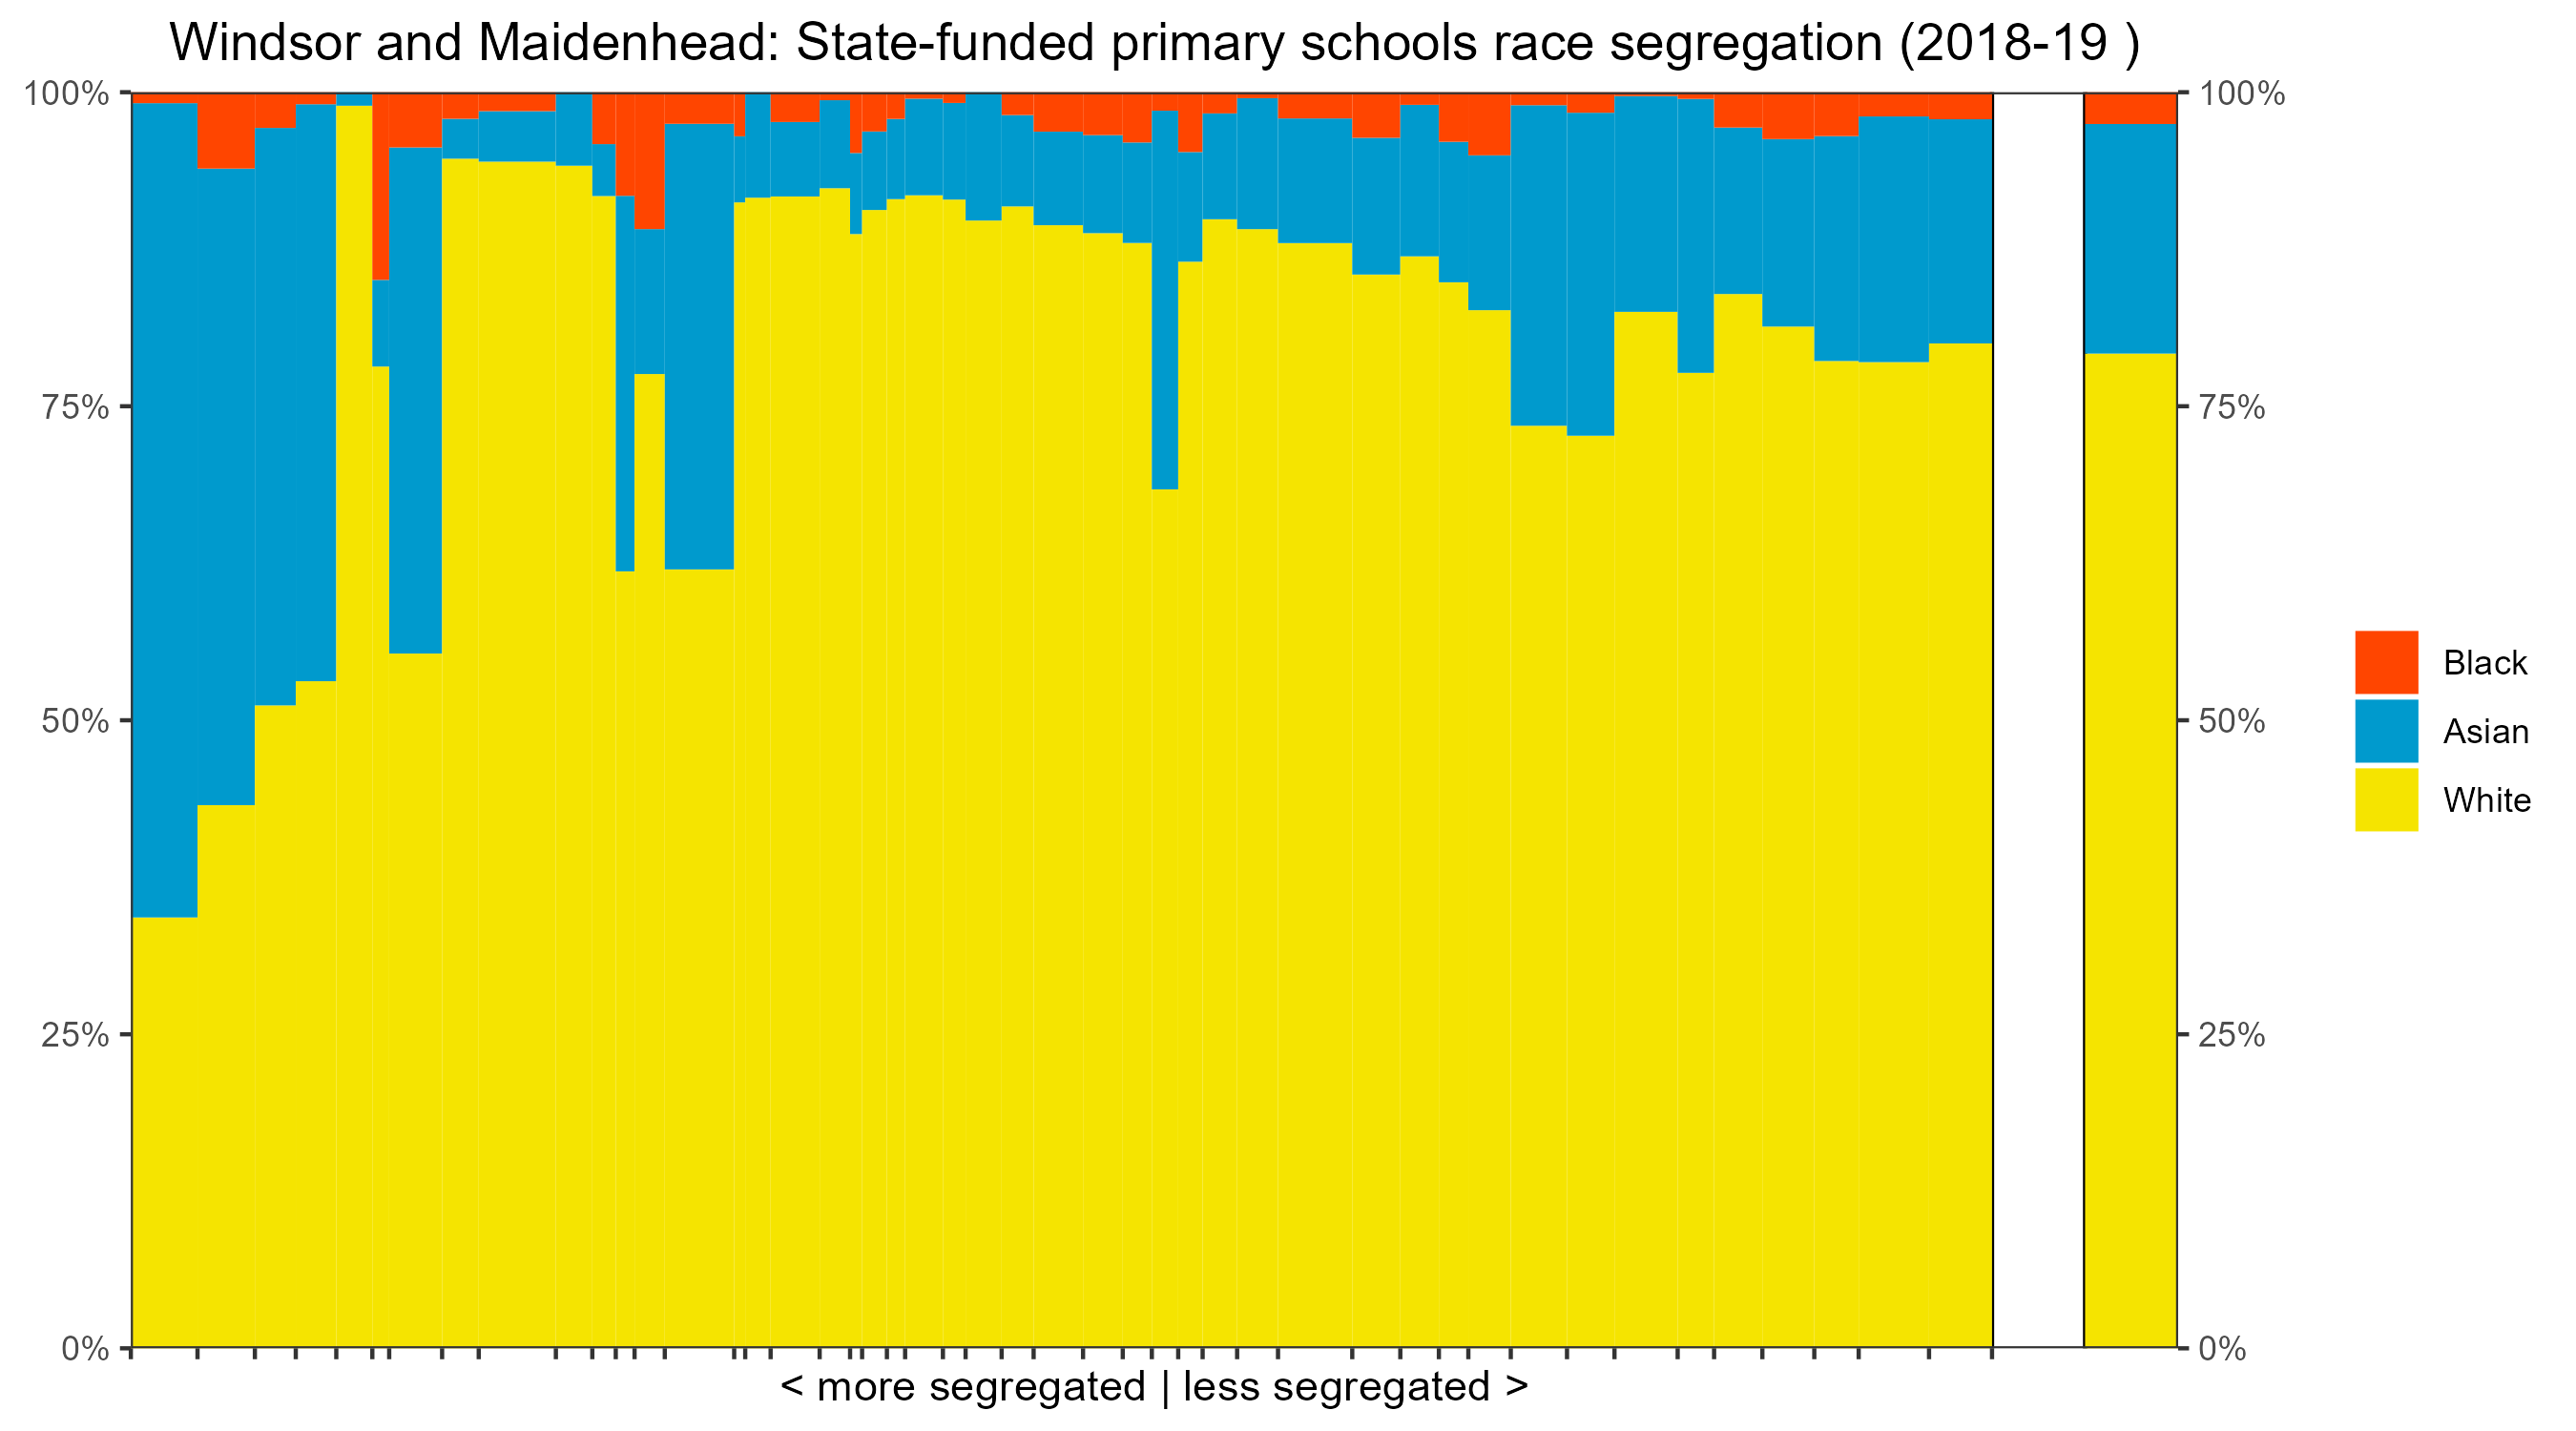 Windsor and Maidenhead: State-funded primary schools race segregation (2018-19 )
100%
75%
50%
25%
0%
100%
75%
50%
25%
0%
Black
Asian
White
< more segregated | less segregated >